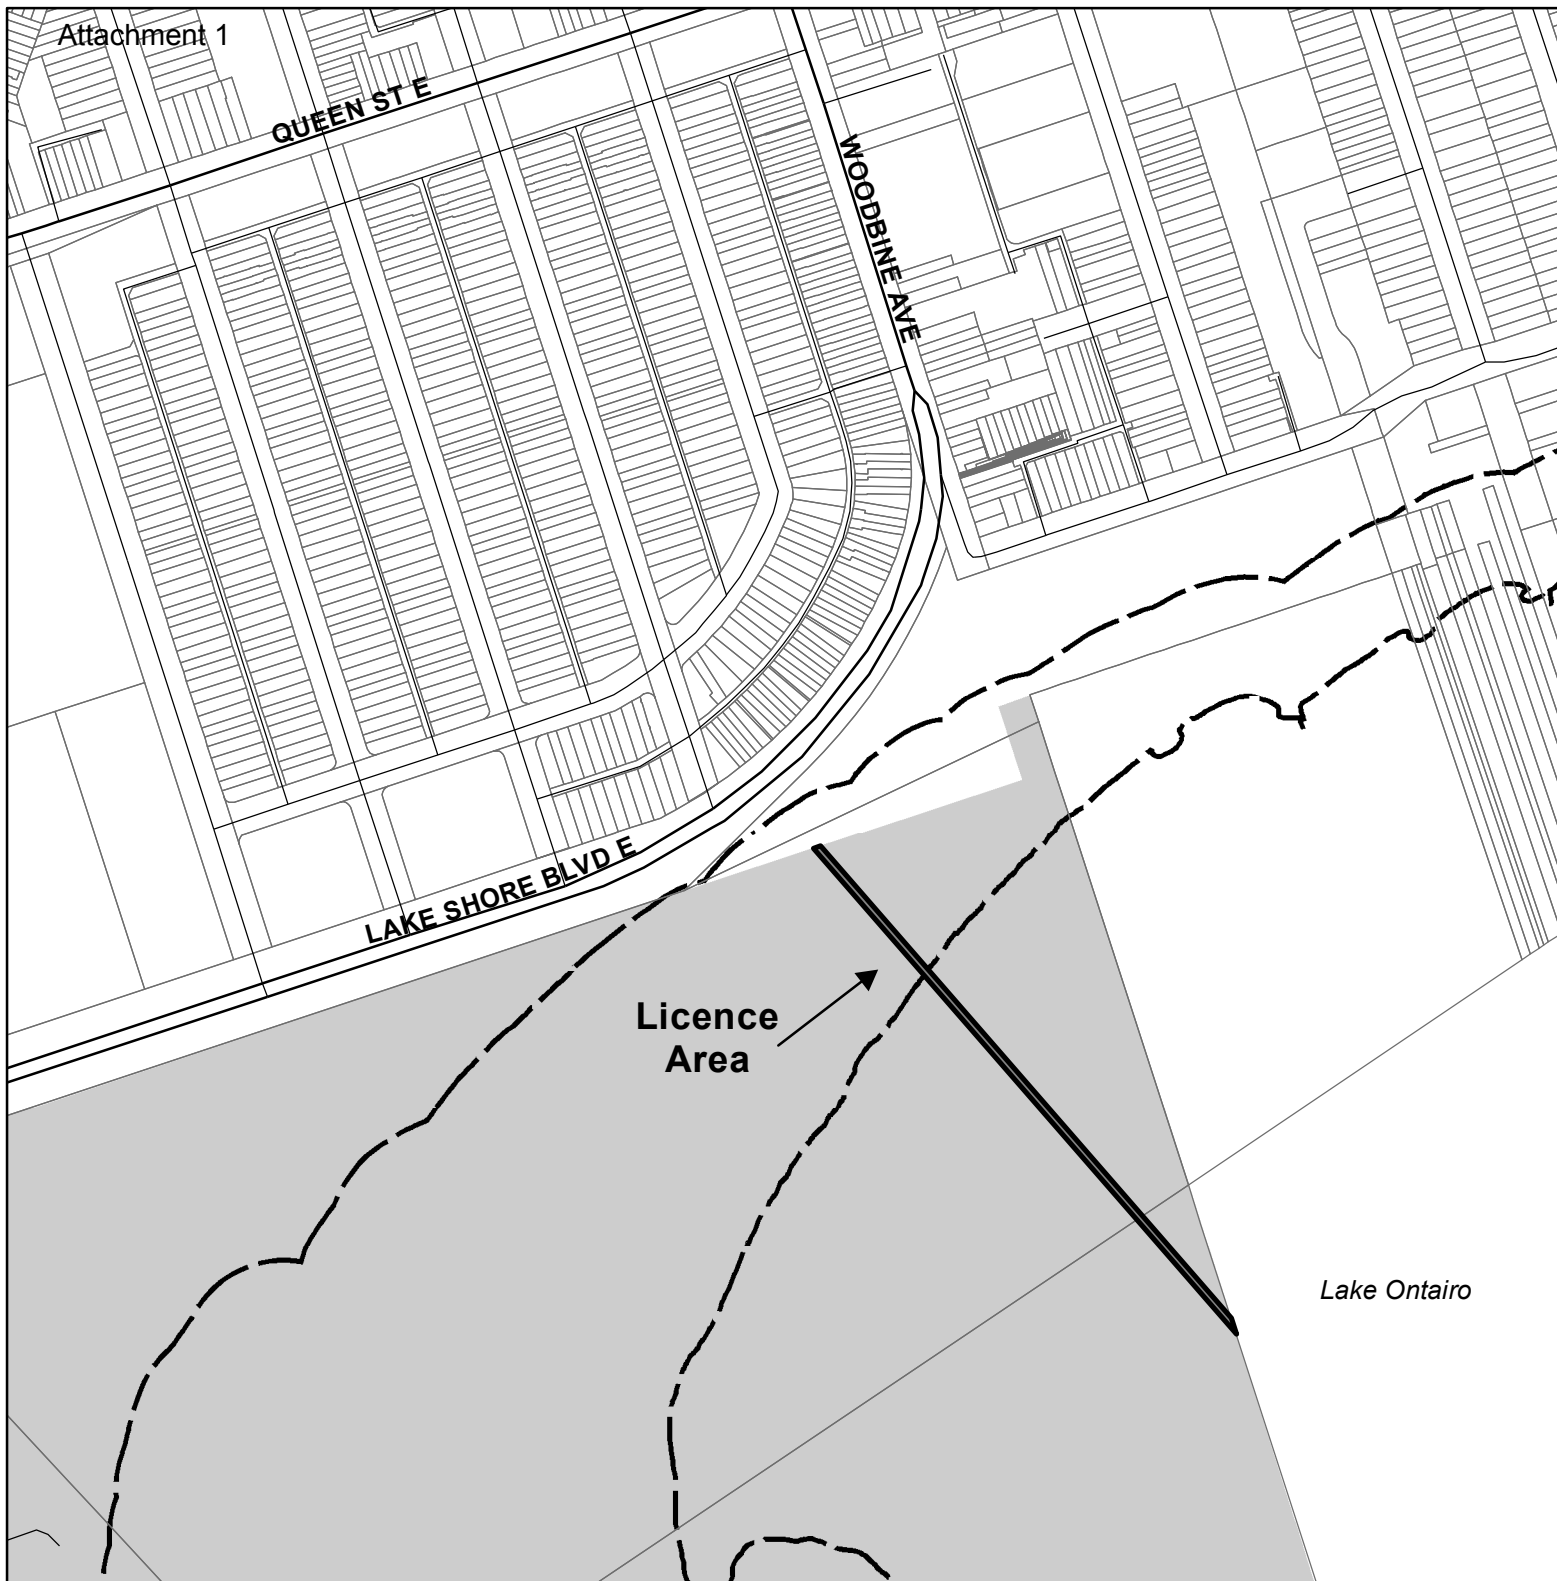 Attachment 1
QUEEN ST E
WOODBINE AVE
LAKE SHORE BLVD E
Licence
Area
Lake Ontairo